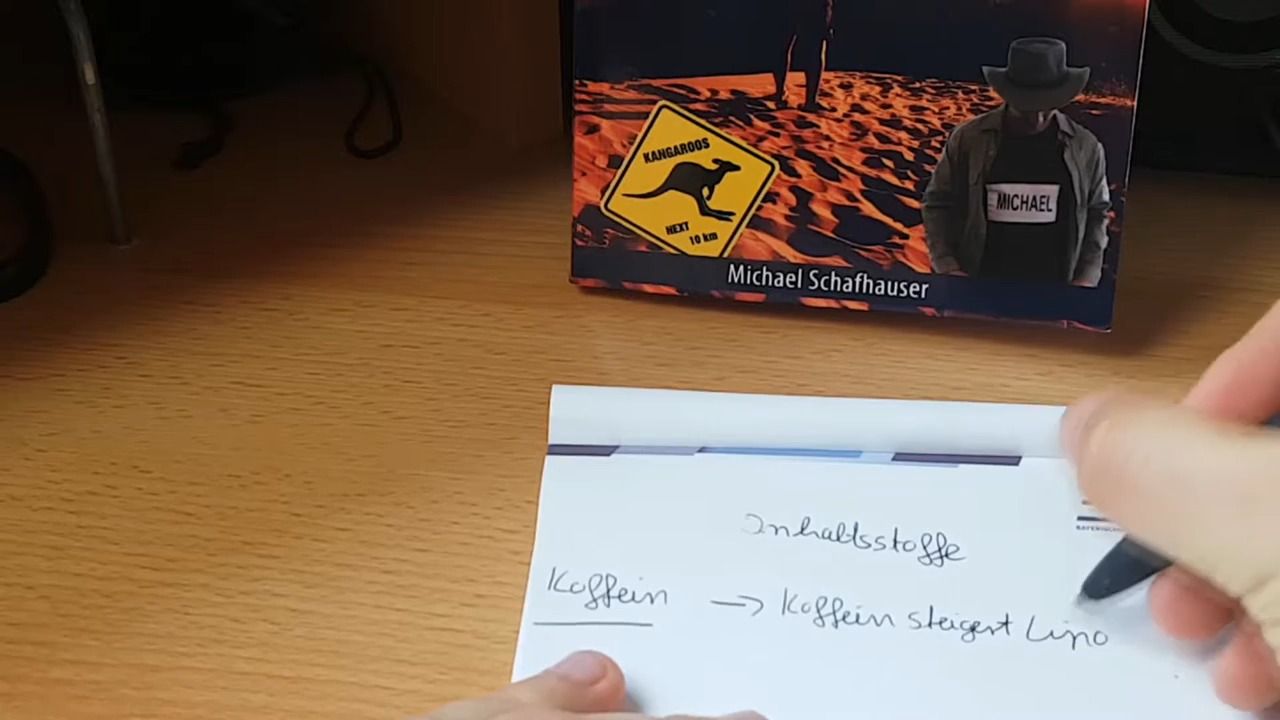 KANGAROOS
NEXT
10 km
MICHAEL
Michael Schafhauser
Inhaltsstoffe
Koffein → Koffein steigert Lipo